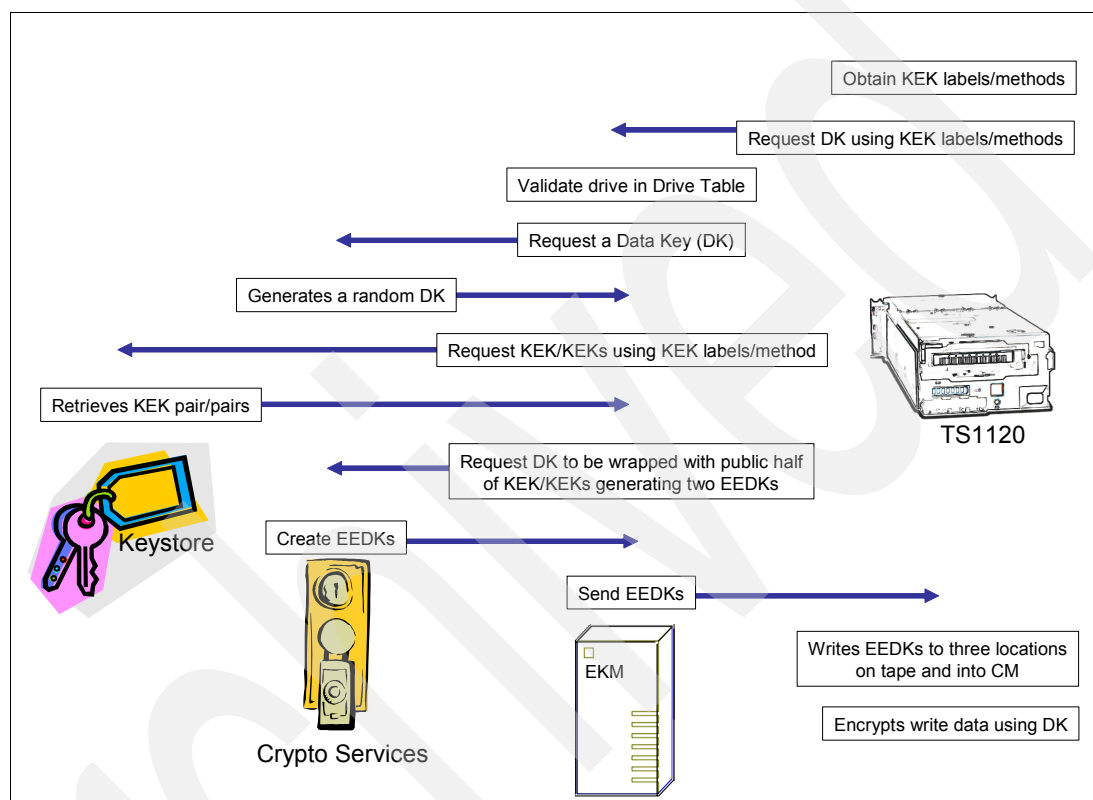 Obtain KEK labels/methods
Request DK using KEK labels/methods
Validate drive in Drive Table
Request a Data Key (DK)
Generates a random DK
Request KEK/KEKs using KEK labels/method
Retrieves KEK pair/pairs
TS1120
Request DK to be wrapped with public half
of KEK/KEKs generating two EEDKs
Keystore
Create EEDKs
Send EEDKs
EKM
Writes EEDKs to three locations
on tape and into CM
Encrypts write data using DK
Crypto Services